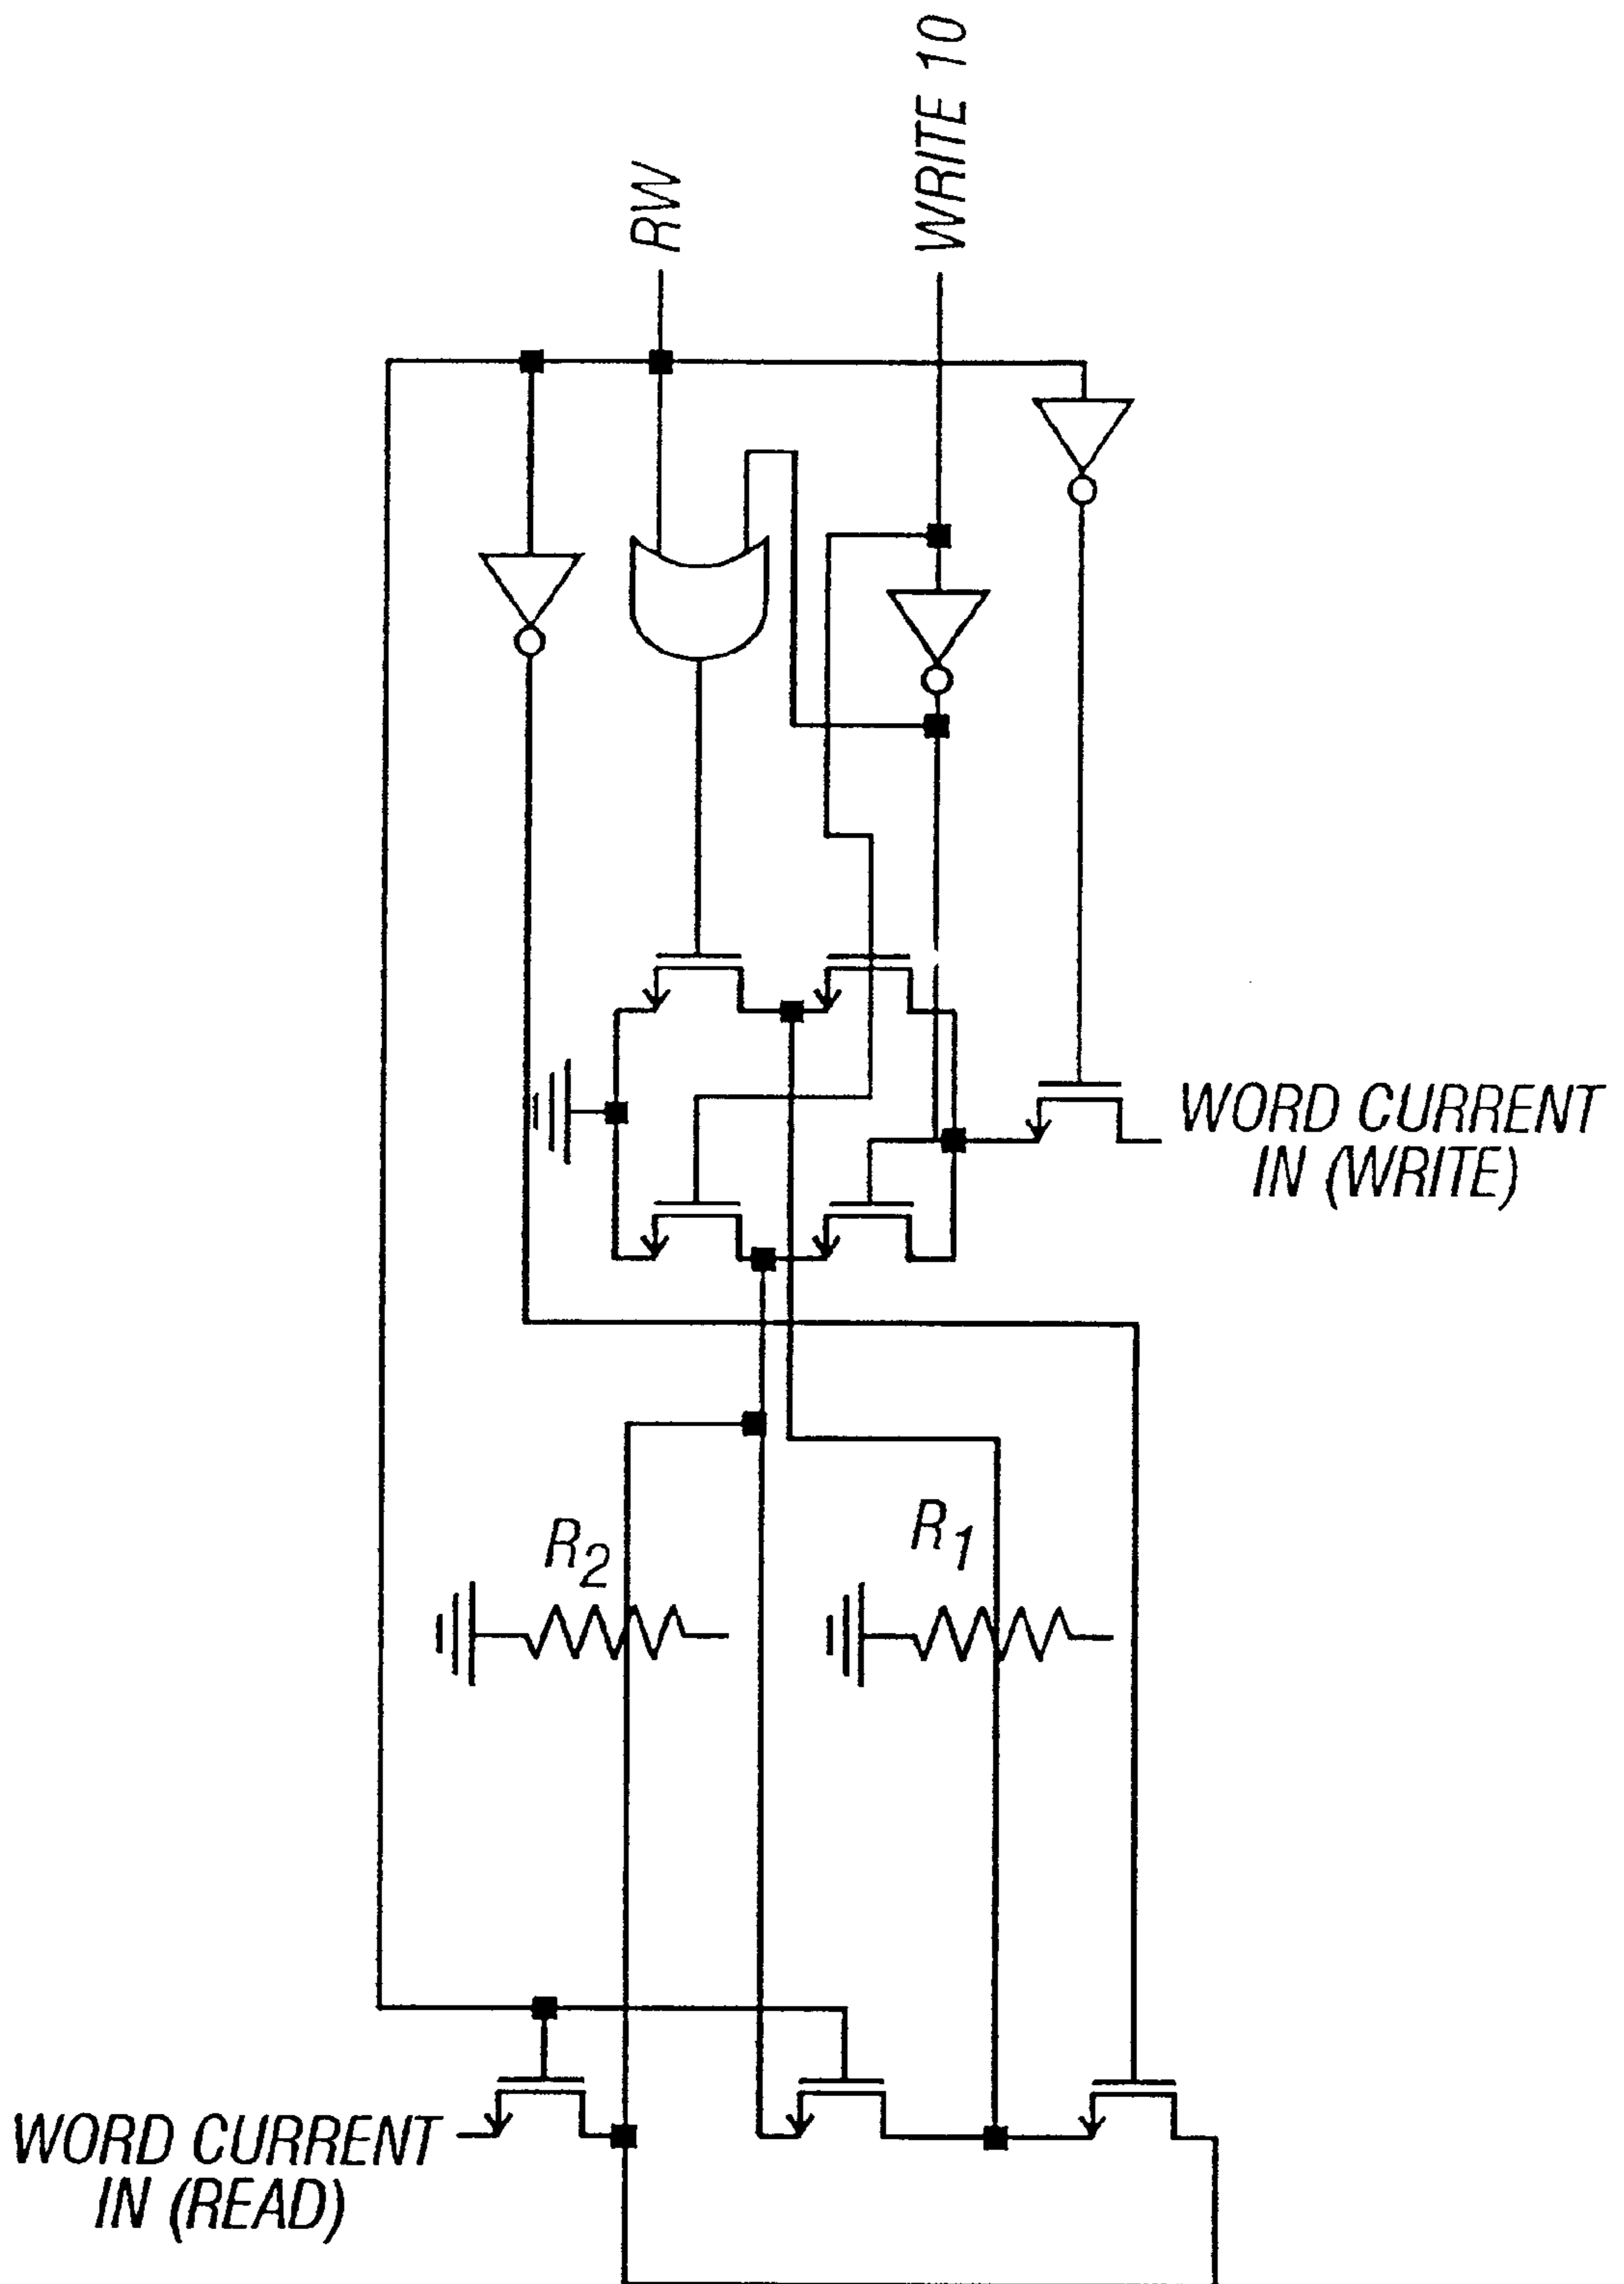 RW
WRITE 10
WORD CURRENT
IN (WRITE)
R2
R1
WORD CURRENT
IN (READ)